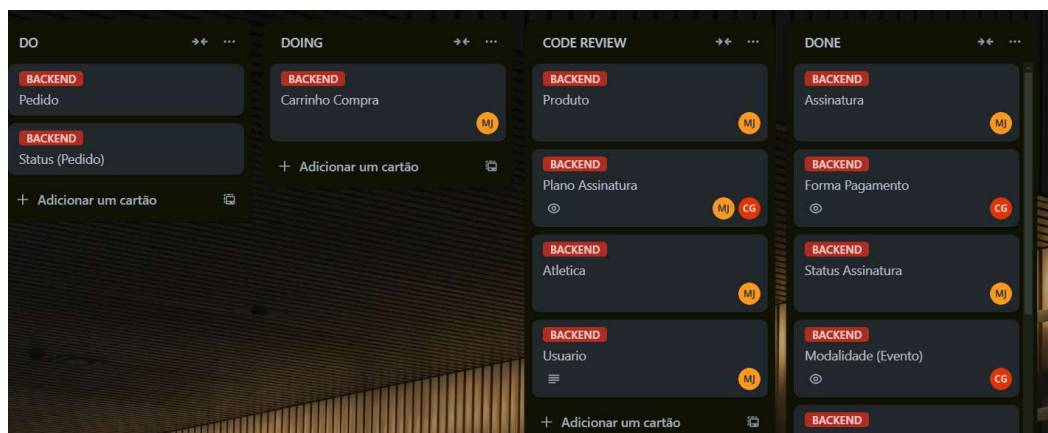 DO
BACKEND
Pedido
BACKEND
Status (Pedido)
+ Adicionar um cartão
DOING
BACKEND
Carrinho Compra
MJ
+ Adicionar um cartão
CODE REVIEW
BACKEND
Produto
MJ
BACKEND
Plano Assinatura
MJ CG
BACKEND
Atletica
MJ
BACKEND
Usuario
MJ
+ Adicionar um cartão
DONE
BACKEND
Assinatura
MJ
BACKEND
Forma Pagamento
CG
BACKEND
Status Assinatura
MJ
BACKEND
Modalidade (Evento)
CG
BACKEND